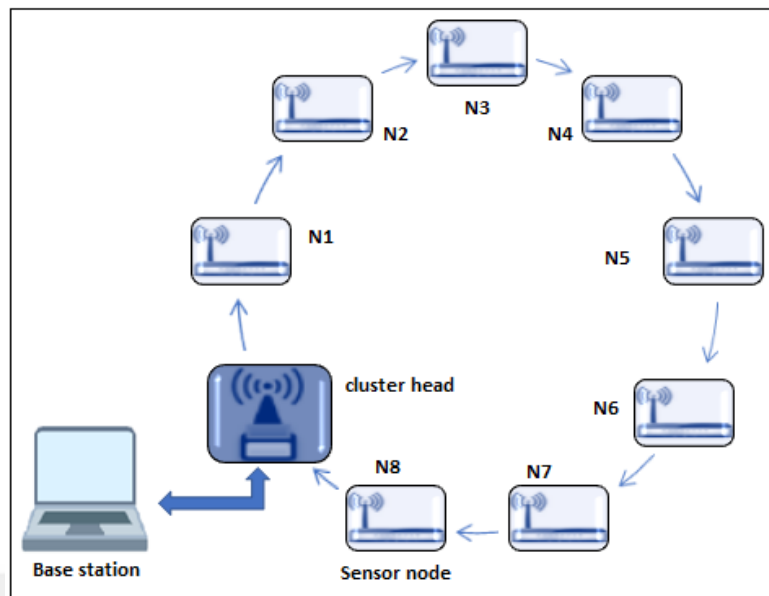 N3
N2
N4
N1
N5
cluster head
N6
N8
N7
Base station
Sensor node